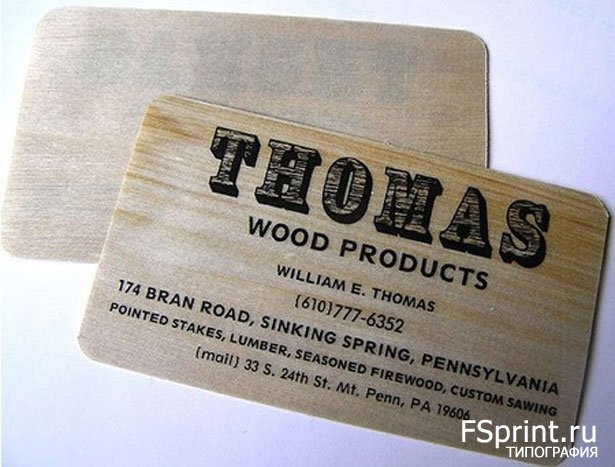 THOMAS
WOOD PRODUCTS
WILLIAM E. THOMAS
{610}777-6352
174 BRAN ROAD, SINKING SPRING, PENNSYLVANIA
POINTED STAKES, LUMBER, SEASONED FIREWOOD, CUSTOM SAWING
{mail} 33 S. 24th St. Mt. Penn, PA 19606
FSprint.ru
ТИПОГРАФИЯ